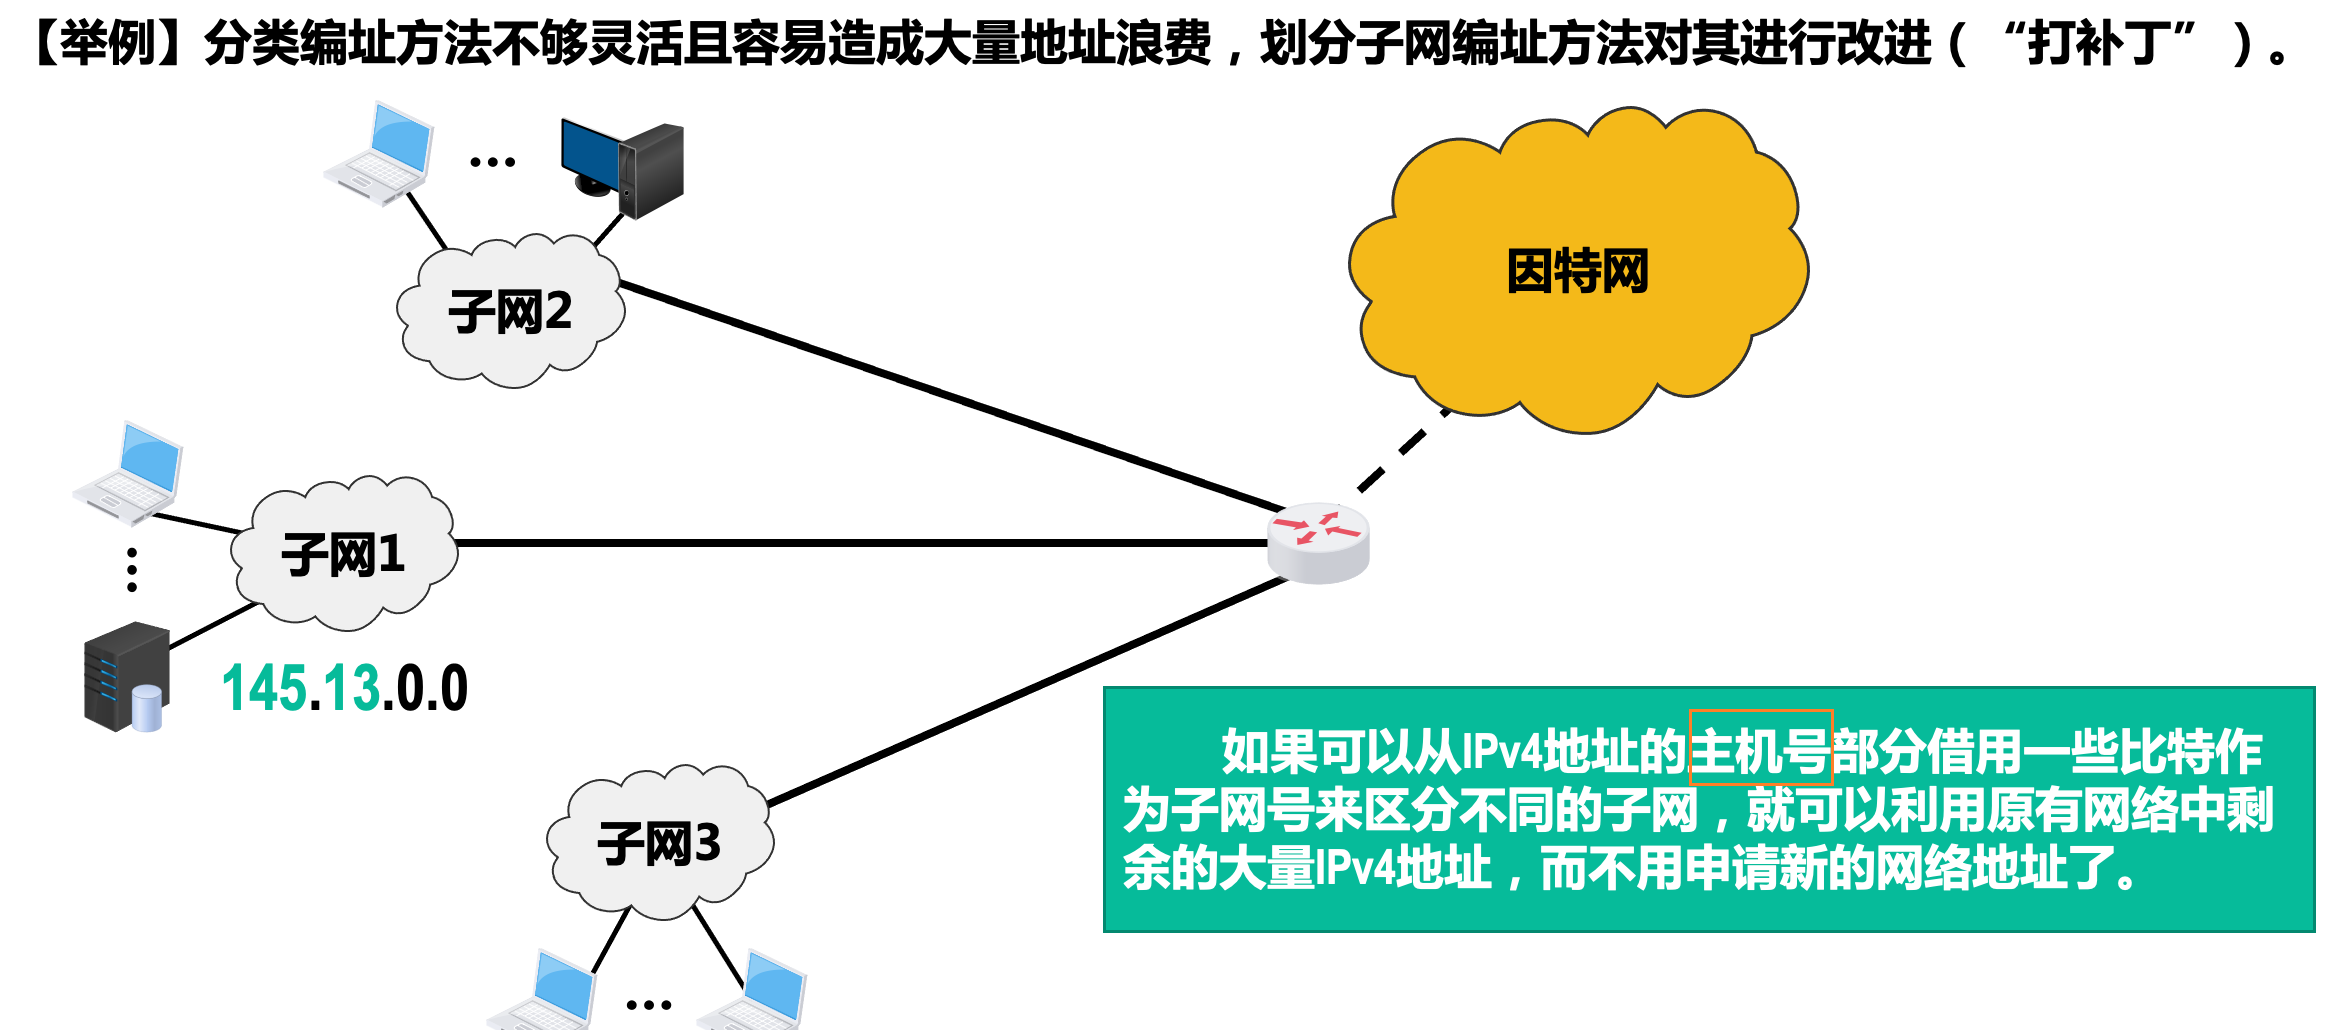 【举例】分类编址方法不够灵活且容易造成大量地址浪费，划分子网编址方法对其进行改进（“打补丁”）。
因特网
子网2
子网1
145.13.0.0
子网3
如果可以从IPv4地址的主机号部分借用一些比特作
为子网号来区分不同的子网，就可以利用原有网络中剩
余的大量IPv4地址，而不用申请新的网络地址了。